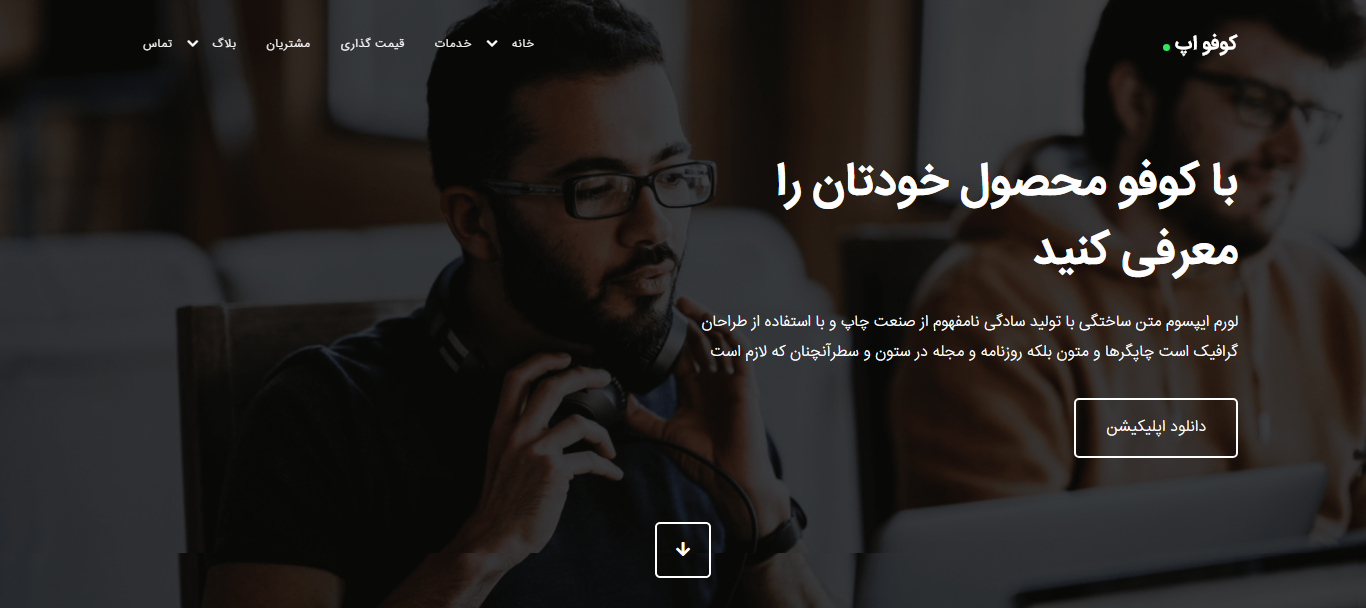 کوفو اپ
خانه خدمات قیمت گذاری مشتریان بلاگ تماس
با کوفو محصول خودتان را
معرفی کنید
لورم ایپسوم متن ساختگی با تولید سادگی نامفهوم از صنعت چاپ و با استفاده از طراحان
گرافیک است چاپگرها و متون بلکه روزنامه و مجله در ستون و سطرآنچنان که لازم است
دانلود اپلیکیشن